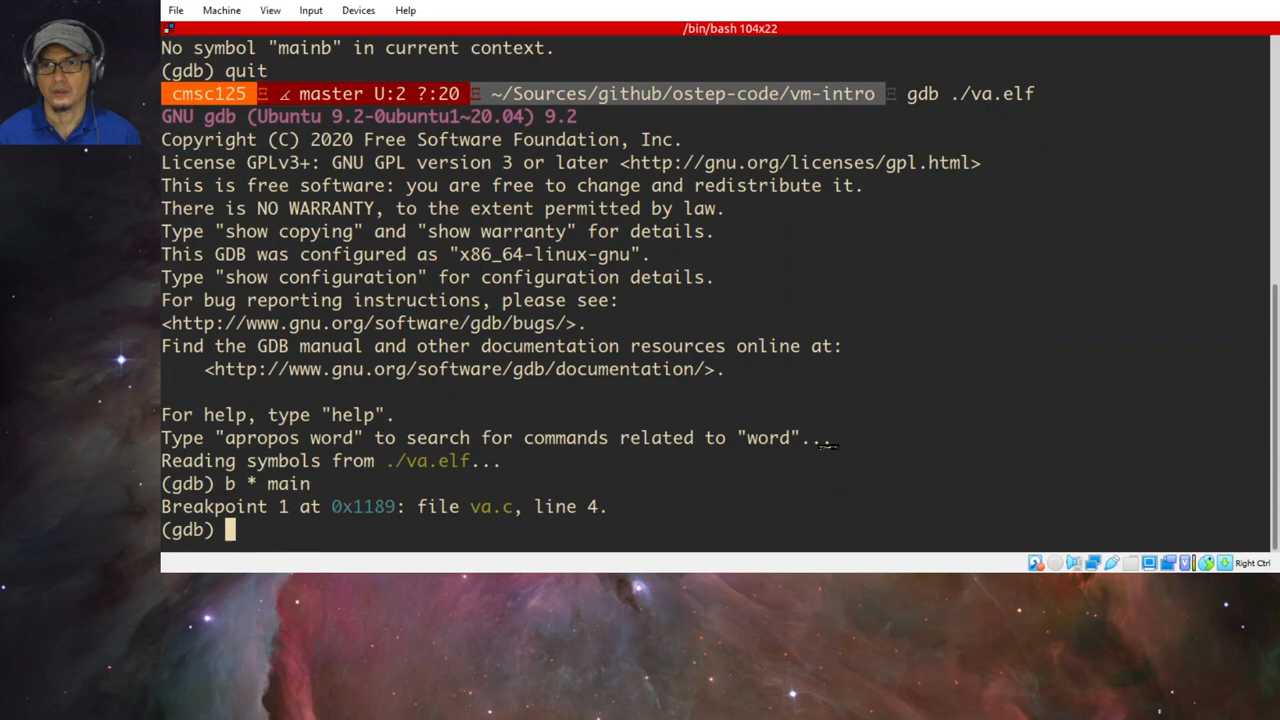 File Machine View Input Devices Help
/bin/bash 104x22
No symbol "mainb" in current context.
(gdb) quit
cmsc125 Ξ ∡ master U:2 ?:20 Ξ ~/Sources/github/ostep-code/vm-intro Ξ gdb ./va.elf
GNU gdb (Ubuntu 9.2-0ubuntu1~20.04) 9.2
Copyright (C) 2020 Free Software Foundation, Inc.
License GPLv3+: GNU GPL version 3 or later <http://gnu.org/licenses/gpl.html>
This is free software: you are free to change and redistribute it.
There is NO WARRANTY, to the extent permitted by law.
Type "show copying" and "show warranty" for details.
This GDB was configured as "x86_64-linux-gnu".
Type "show configuration" for configuration details.
For bug reporting instructions, please see:
<http://www.gnu.org/software/gdb/bugs/>.
Find the GDB manual and other documentation resources online at:
<http://www.gnu.org/software/gdb/documentation/>.
For help, type "help".
Type "apropos word" to search for commands related to "word"...
Reading symbols from ./va.elf...
(gdb) b * main
Breakpoint 1 at 0x1189: file va.c, line 4.
(gdb)
Right Ctrl